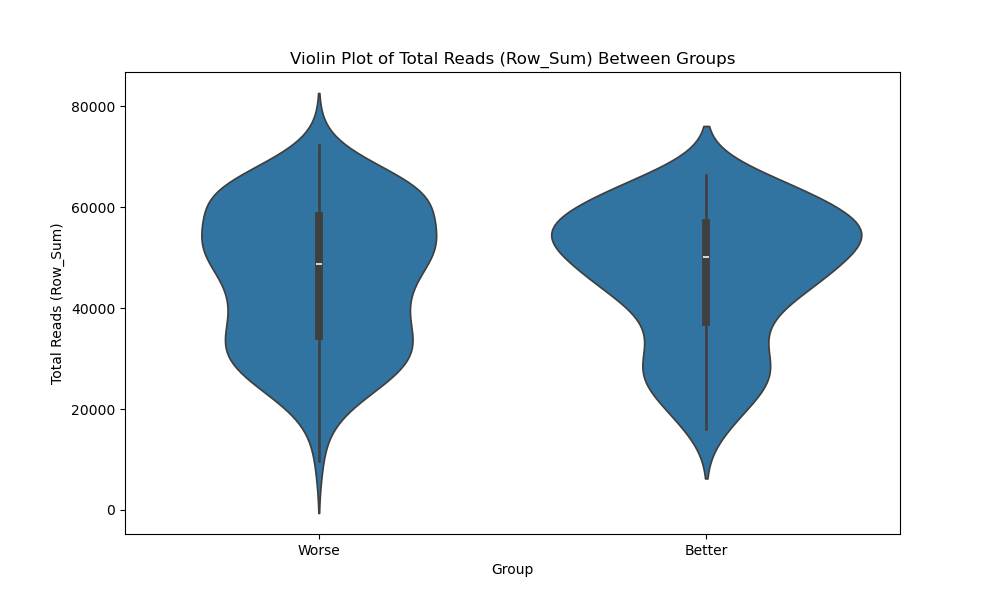 Violin Plot of Total Reads (Row_Sum) Between Groups
Total Reads (Row_Sum)
80000
60000
40000
20000
0
Worse
Better
Group